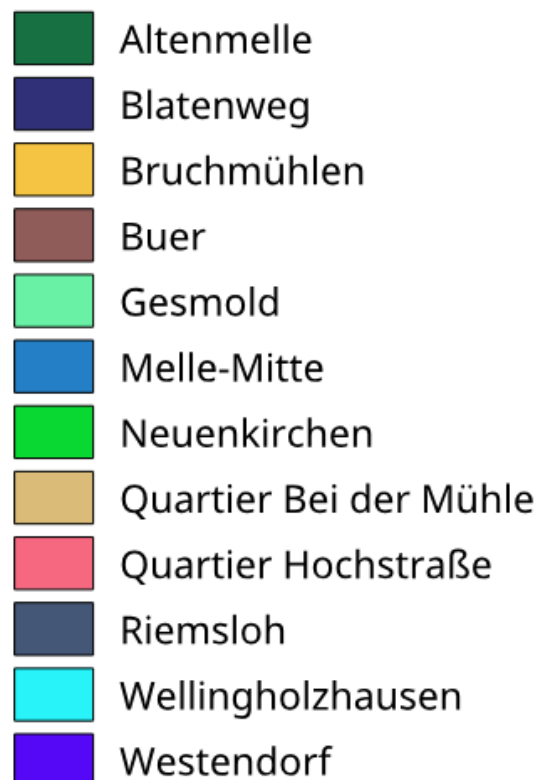 Altenmelle
Blatenweg
Bruchmühlen
Buer
Gesmold
Melle-Mitte
Neuenkirchen
Quartier Bei der Mühle
Quartier Hochstraße
Riemsloh
Wellingholzhausen
Westendorf